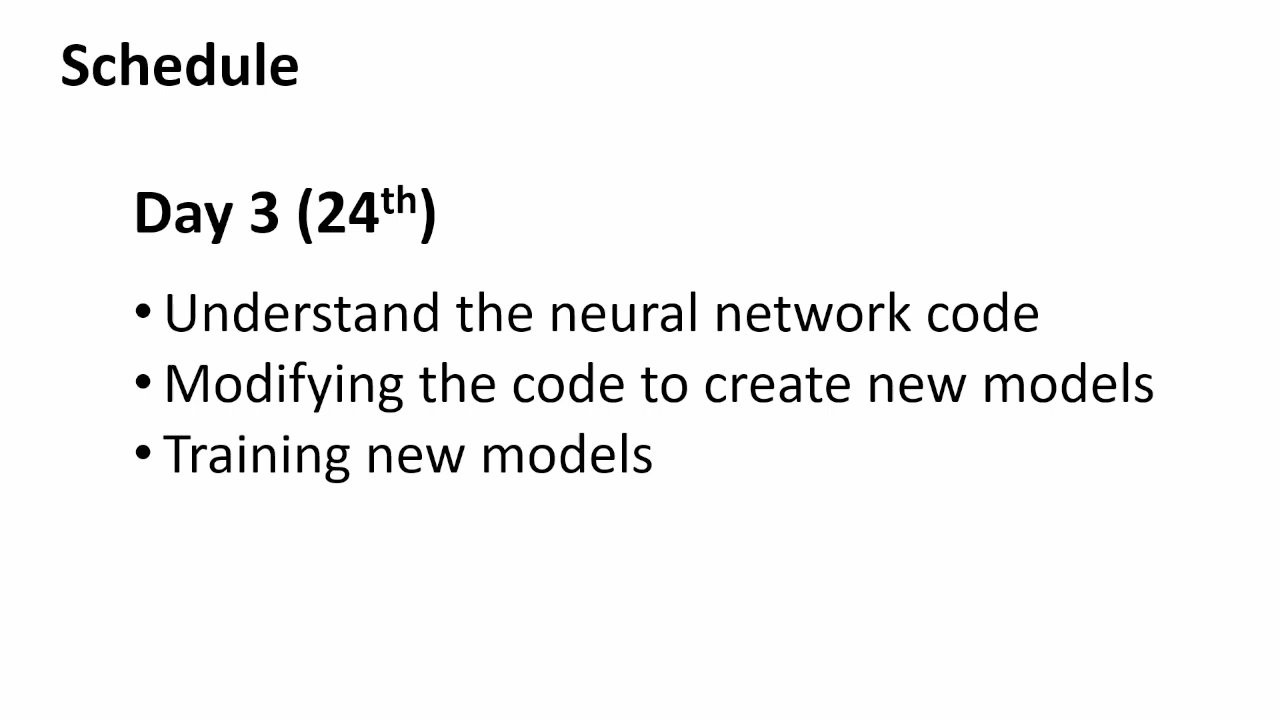 Schedule
Day 3 (24th)
• Understand the neural network code
• Modifying the code to create new models
• Training new models